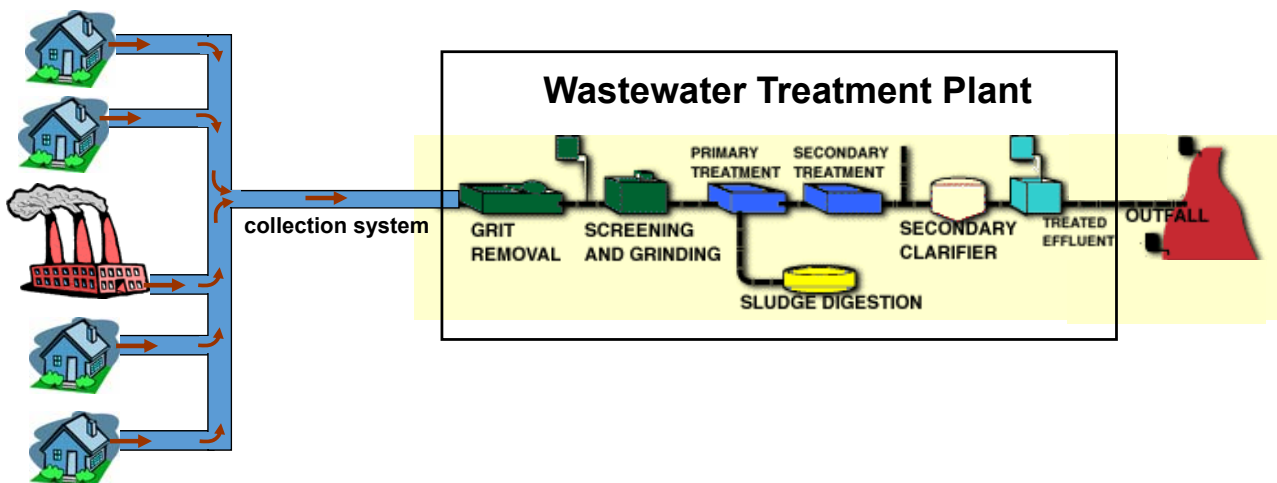 Wastewater Treatment Plant
collection system
GRIT
REMOVAL
SCREENING
AND GRINDING
PRIMARY
TREATMENT
SECONDARY
TREATMENT
SLUDGE DIGESTION
SECONDARY
CLARIFIER
TREATED
EFFLUENT
OUTFALL